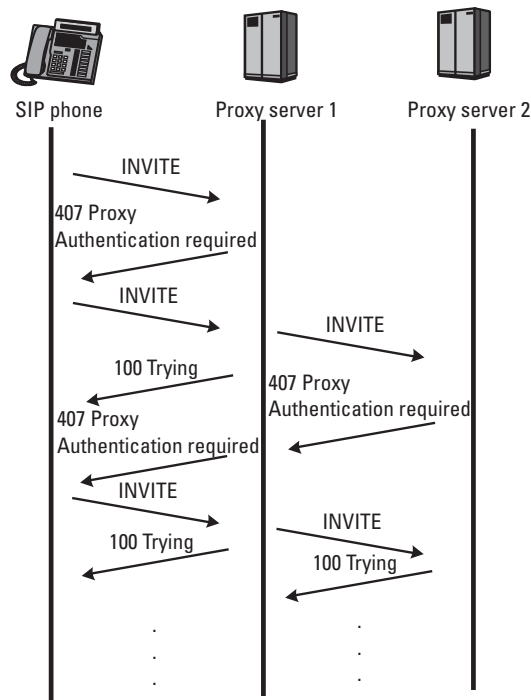 SIP phone
Proxy server 1
Proxy server 2
INVITE
407 Proxy
Authentication required
INVITE
INVITE
100 Trying
407 Proxy
Authentication required
407 Proxy
Authentication required
INVITE
INVITE
100 Trying
100 Trying
.
.
.
.
.
.